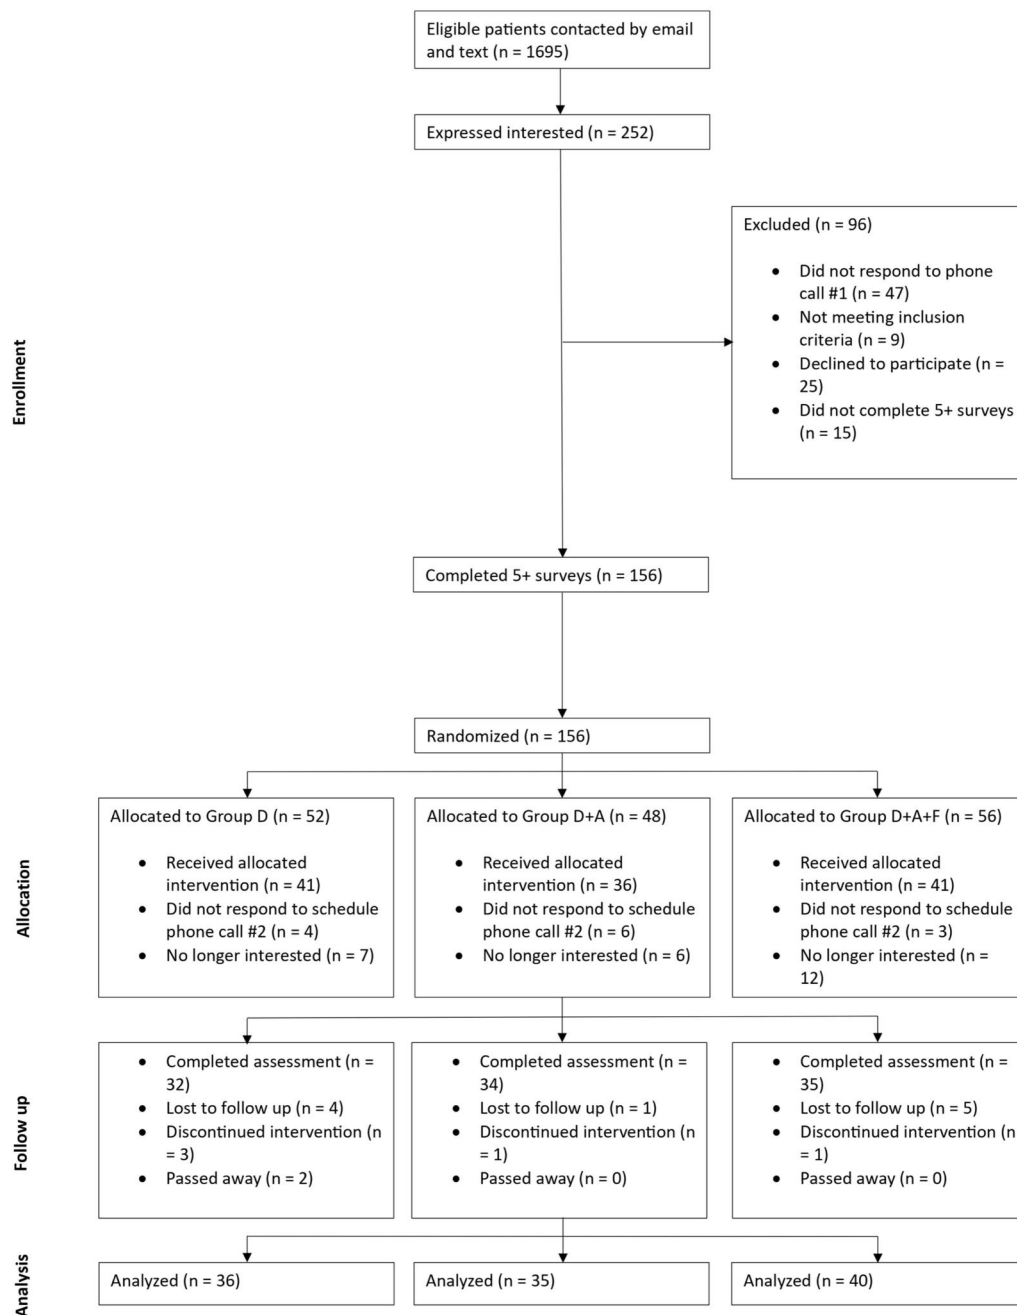 Eligible patients contacted by email
and text (n = 1695)
Expressed interested (n = 252)
Excluded (n = 96)
• Did not respond to phone
call #1 (n = 47)
• Not meeting inclusion
criteria (n = 9)
• Declined to participate (n =
25)
• Did not complete 5+ surveys
(n = 15)
Enrollment
Completed 5+ surveys (n = 156)
Randomized (n = 156)
Allocation
Allocated to Group D (n = 52)
• Received allocated
intervention (n = 41)
• Did not respond to schedule
phone call #2 (n = 4)
• No longer interested (n = 7)
Allocated to Group D+A (n = 48)
• Received allocated
intervention (n = 36)
• Did not respond to schedule
phone call #2 (n = 6)
• No longer interested (n = 6)
Allocated to Group D+A+F (n = 56)
• Received allocated
intervention (n = 41)
• Did not respond to schedule
phone call #2 (n = 3)
• No longer interested (n =
12)
Follow up
• Completed assessment (n =
32)
• Lost to follow up (n = 4)
• Discontinued intervention (n
= 3)
• Passed away (n = 2)
• Completed assessment (n =
34)
• Lost to follow up (n = 1)
• Discontinued intervention (n
= 1)
• Passed away (n = 0)
• Completed assessment (n =
35)
• Lost to follow up (n = 5)
• Discontinued intervention (n
= 1)
• Passed away (n = 0)
Analysis
Analyzed (n = 36)
Analyzed (n = 35)
Analyzed (n = 40)